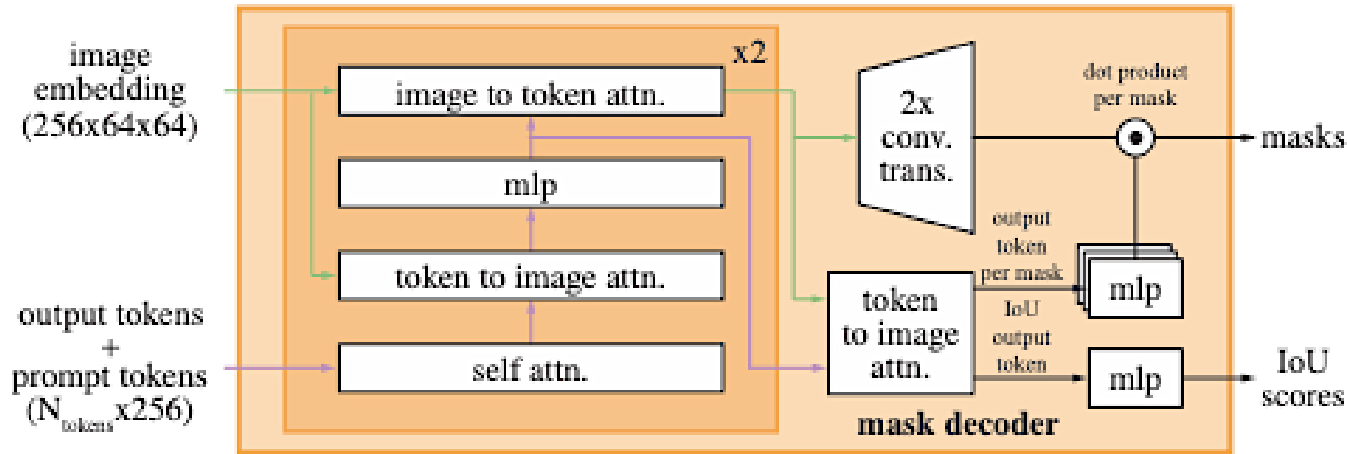 image
embedding
(256x64x64)
output tokens
+
prompt tokens
(N_tokens x256)
x2
image to token attn.
mlp
token to image attn.
self attn.
2x
conv.
trans.
dot product
per mask
masks
token
to image
attn.
output
token
per mask
mlp
IoU
output
token
mlp
IoU
scores
mask decoder